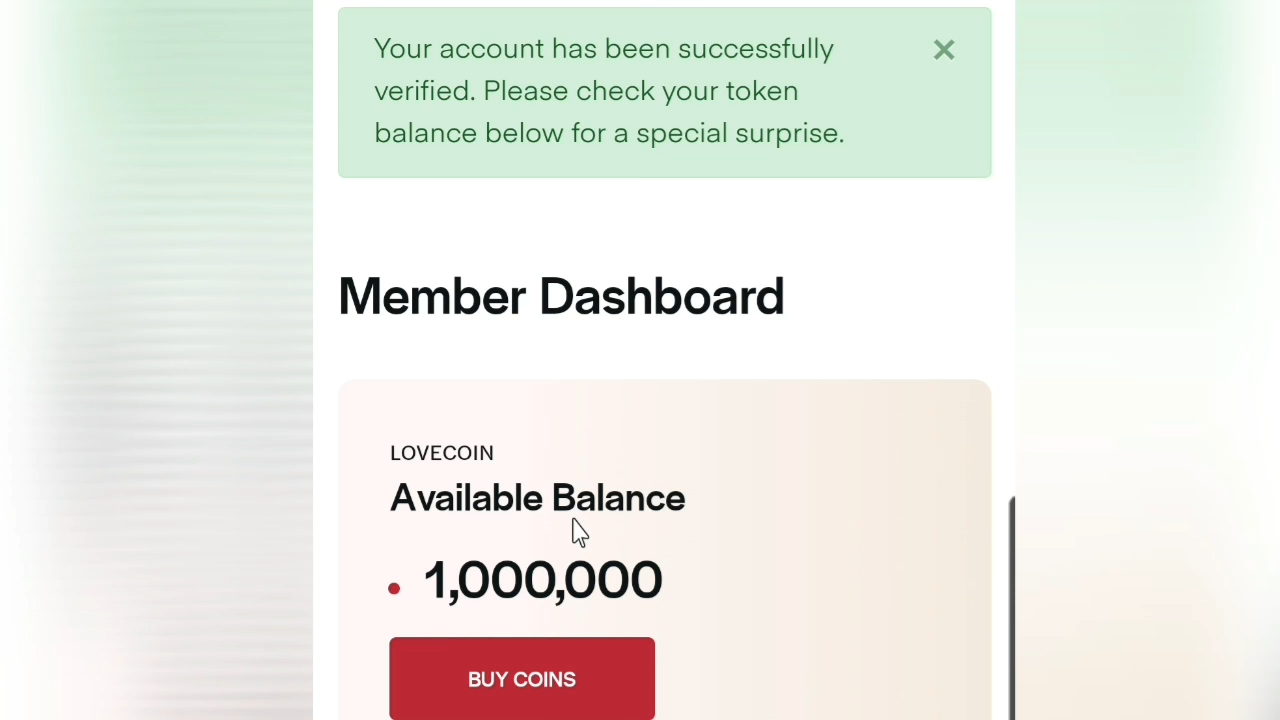 Your account has been successfully
verified. Please check your token
balance below for a special surprise.
×
Member Dashboard
LOVECOIN
Available Balance
1,000,000
BUY COINS